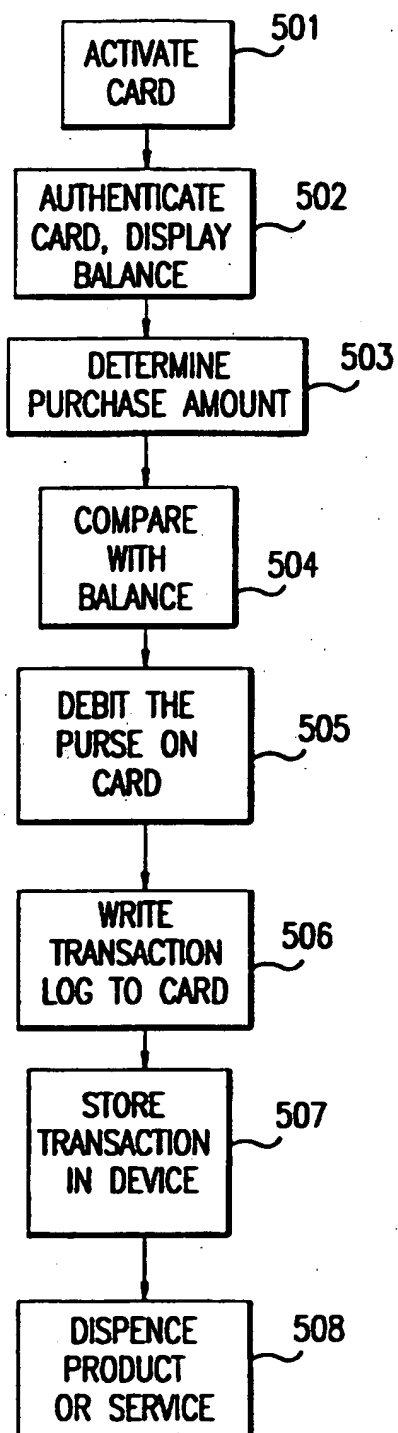 ACTIVATE
CARD
501
AUTHENTICATE
CARD, DISPLAY
BALANCE
502
DETERMINE
PURCHASE AMOUNT
503
COMPARE
WITH
BALANCE
504
DEBIT THE
PURSE ON
CARD
505
WRITE
TRANSACTION
LOG TO CARD
506
STORE
TRANSACTION
IN DEVICE
507
DISPENCE
PRODUCT
OR SERVICE
508